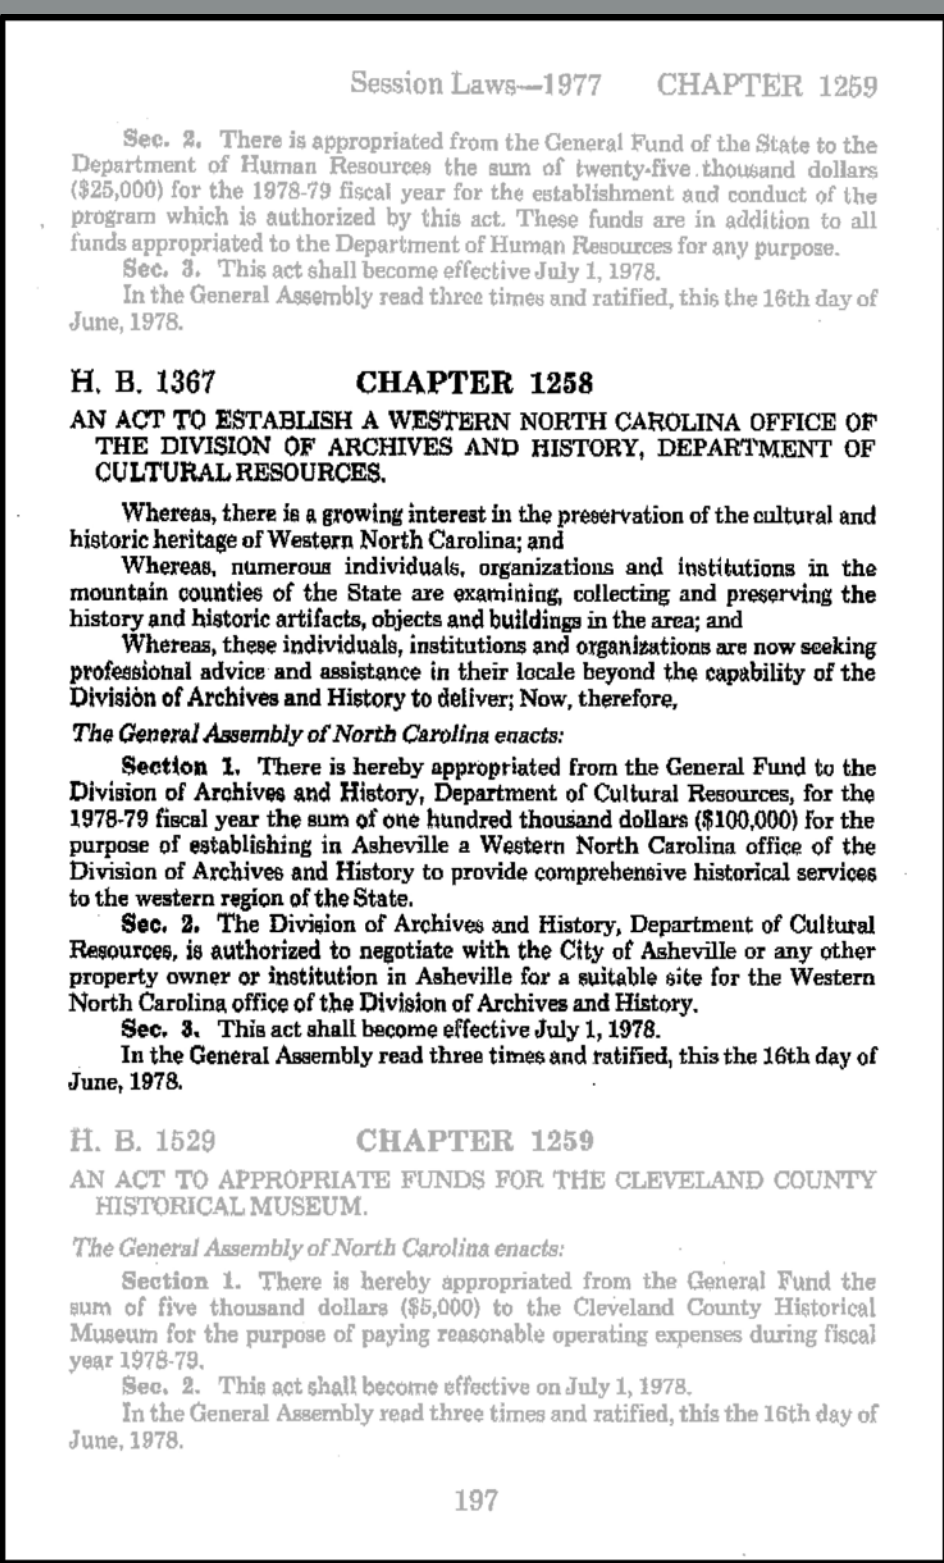 Session Laws—1977 CHAPTER 1259
Sec. 2. There is appropriated from the General Fund of the State to the
Department of Human Resources the sum of twenty-five thousand dollars
($25,000) for the 1978-79 fiscal year for the establishment and conduct of the
program which is authorized by this act. These funds are in addition to all
funds appropriated to the Department of Human Resources for any purpose.
Sec. 3. This act shall become effective July 1, 1978.
In the General Assembly read three times and ratified, this the 16th day of
June, 1978.
H. B. 1367 CHAPTER 1258
AN ACT TO ESTABLISH A WESTERN NORTH CAROLINA OFFICE OF
THE DIVISION OF ARCHIVES AND HISTORY, DEPARTMENT OF
CULTURAL RESOURCES.
Whereas, there is a growing interest in the preservation of the cultural and
historic heritage of Western North Carolina; and
Whereas, numerous individuals, organizations and institutions in the
mountain counties of the State are examining, collecting and preserving the
history and historic artifacts, objects and buildings in the area; and
Whereas, these individuals, institutions and organizations are now seeking
professional advice and assistance in their locale beyond the capability of the
Division of Archives and History to deliver; Now, therefore,
The General Assembly of North Carolina enacts:
Section 1. There is hereby appropriated from the General Fund to the
Division of Archives and History, Department of Cultural Resources, for the
1978-79 fiscal year the sum of one hundred thousand dollars ($100,000) for the
purpose of establishing in Asheville a Western North Carolina office of the
Division of Archives and History to provide comprehensive historical services
to the western region of the State.
Sec. 2. The Division of Archives and History, Department of Cultural
Resources, is authorized to negotiate with the City of Asheville or any other
property owner or institution in Asheville for a suitable site for the Western
North Carolina office of the Division of Archives and History.
Sec. 3. This act shall become effective July 1, 1978.
In the General Assembly read three times and ratified, this the 16th day of
June, 1978.
H. B. 1529 CHAPTER 1259
AN ACT TO APPROPRIATE FUNDS FOR THE CLEVELAND COUNTY
HISTORICAL MUSEUM.
The General Assembly of North Carolina enacts:
Section 1. There is hereby appropriated from the General Fund the
sum of five thousand dollars ($5,000) to the Cleveland County Historical
Museum for the purpose of paying reasonable operating expenses during fiscal
year 1978-79.
Sec. 2. This act shall become effective on July 1, 1978.
In the General Assembly read three times and ratified, this the 16th day of
June, 1978.
197